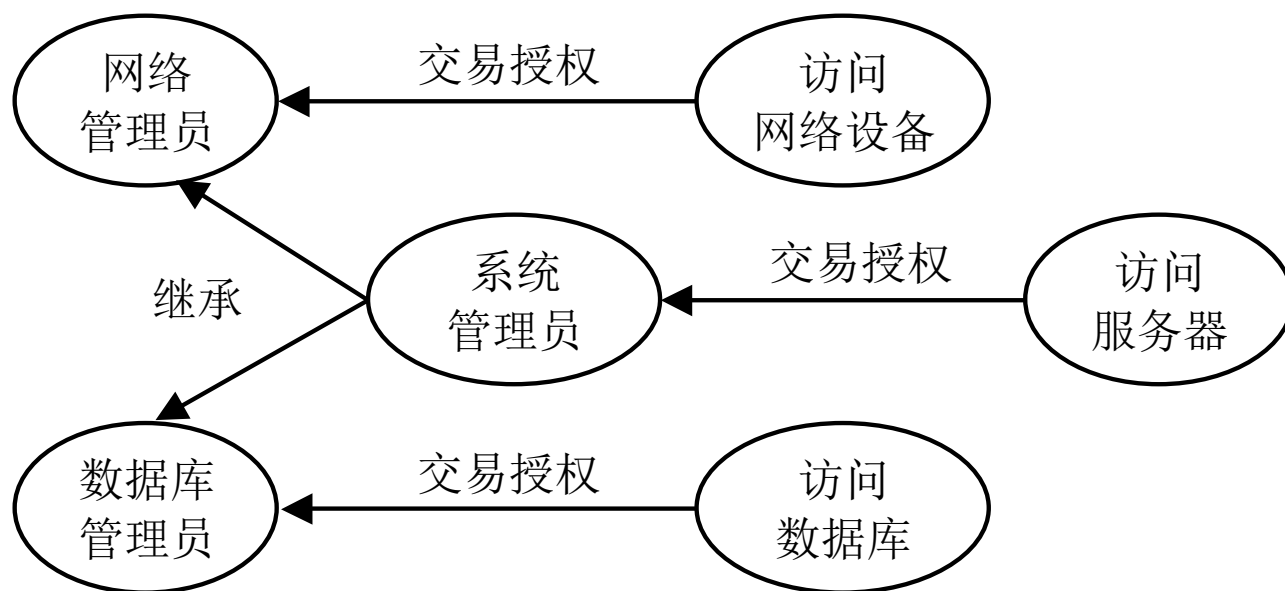 网络
管理员
交易授权
访问
网络设备
继承
系统
管理员
交易授权
访问
服务器
数据库
管理员
交易授权
访问
数据库